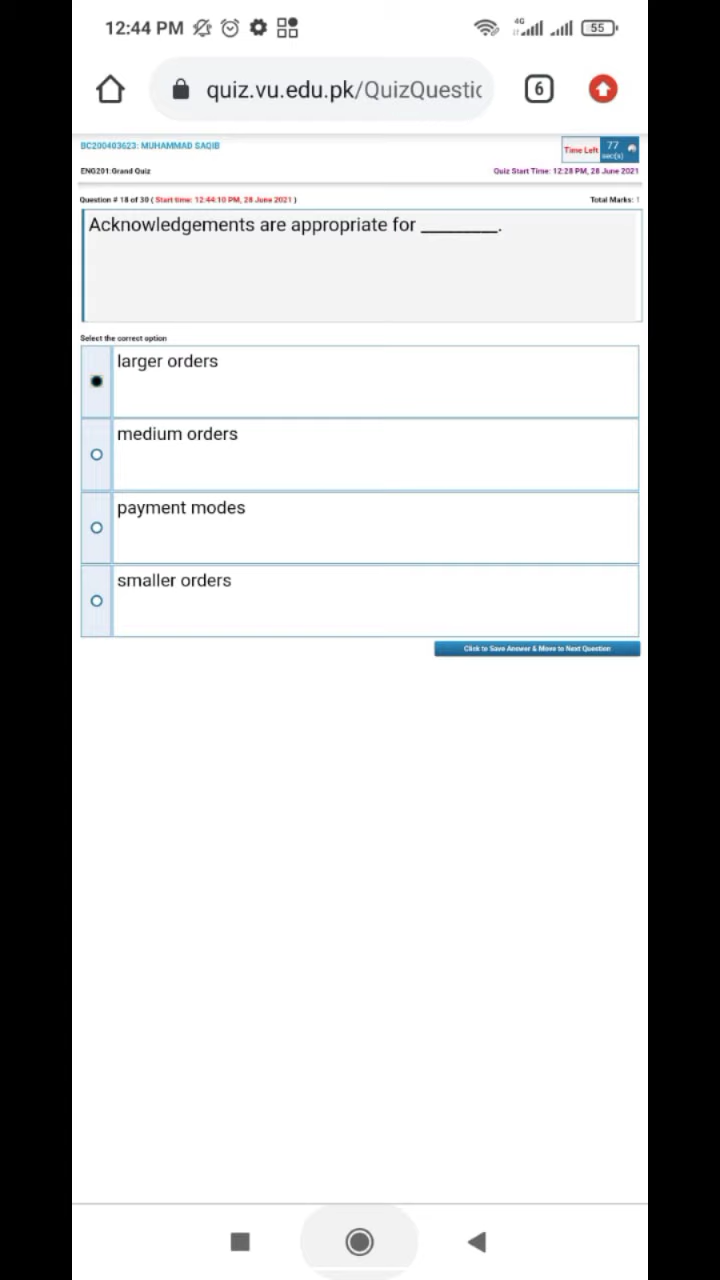 12:44 PM
4G
55
quiz.vu.edu.pk/QuizQuestic
6
BC200403623: MUHAMMAD SAQIB
Time Left 77 sec(s)
ENG201:Grand Quiz
Quiz Start Time: 12:28 PM, 28 June 2021
Question # 18 of 30 ( Start time: 12:44:10 PM, 28 June 2021 )
Total Marks: 1
Acknowledgements are appropriate for _________.
Select the correct option
larger orders
medium orders
payment modes
smaller orders
Click to Save Answer & Move to Next Question